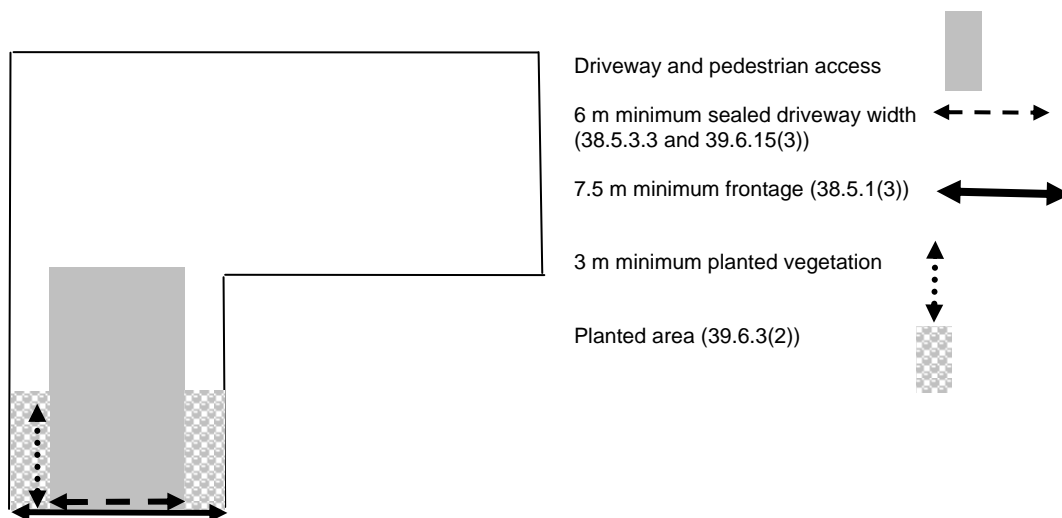 Driveway and pedestrian access
6 m minimum sealed driveway width
(38.5.3.3 and 39.6.15(3))
7.5 m minimum frontage (38.5.1(3))
3 m minimum planted vegetation
Planted area (39.6.3(2))